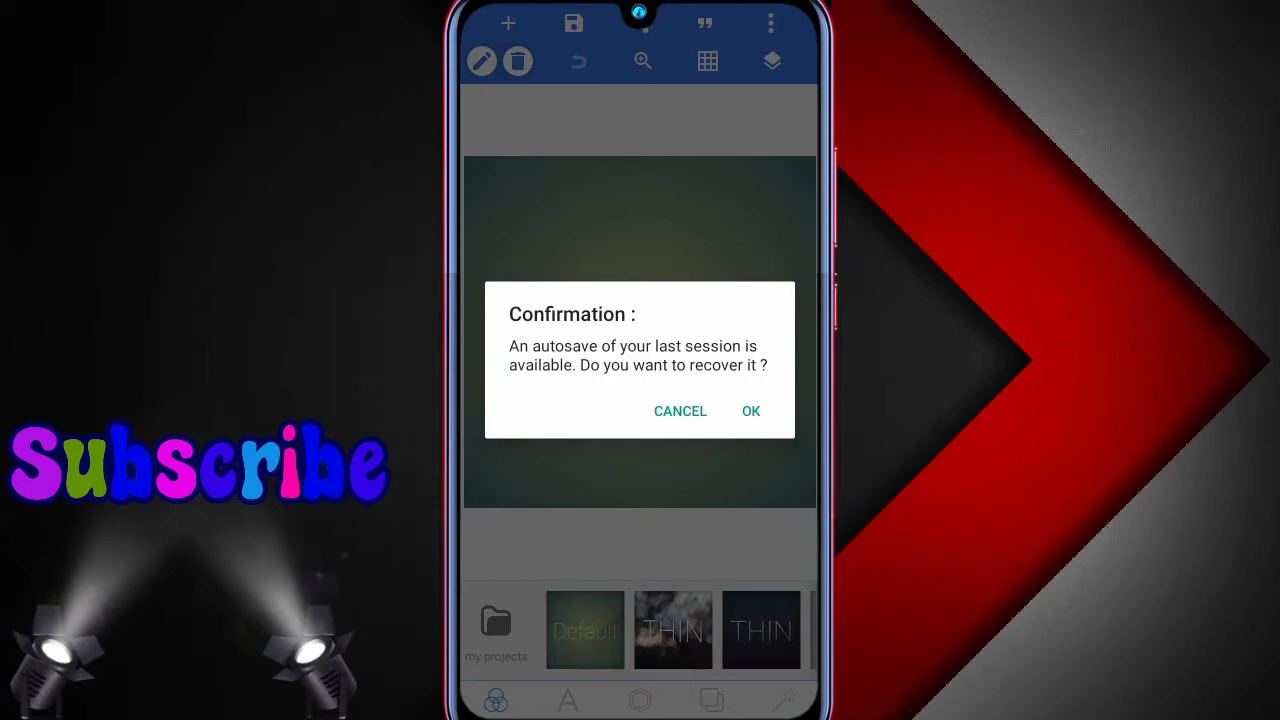 Confirmation :
An autosave of your last session is
available. Do you want to recover it ?
CANCEL
OK
Subscribe
Default
THIN
THIN
my projects